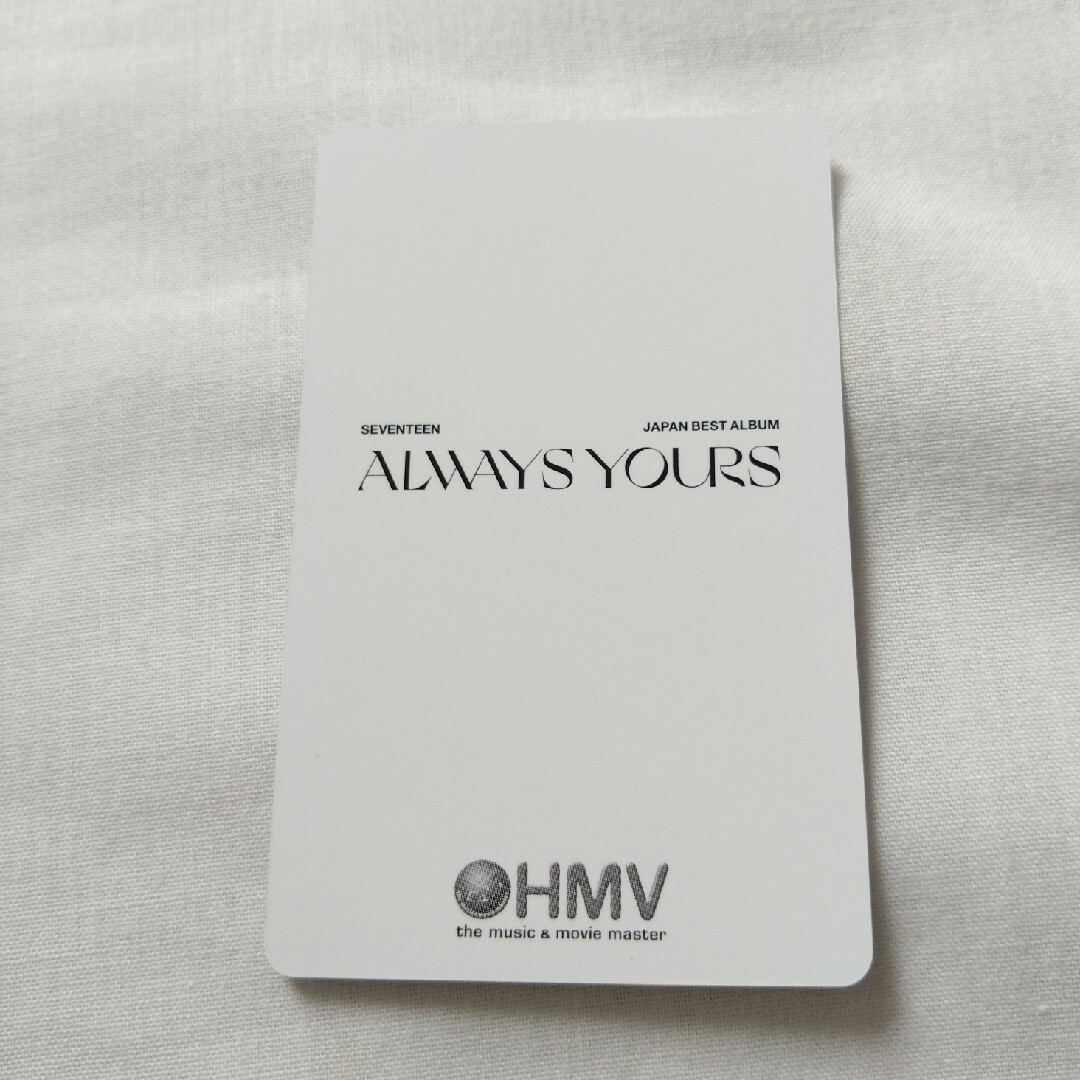 SEVENTEEN JAPAN BEST ALBUM
ALWAYS YOURS
HMV
the music & movie master